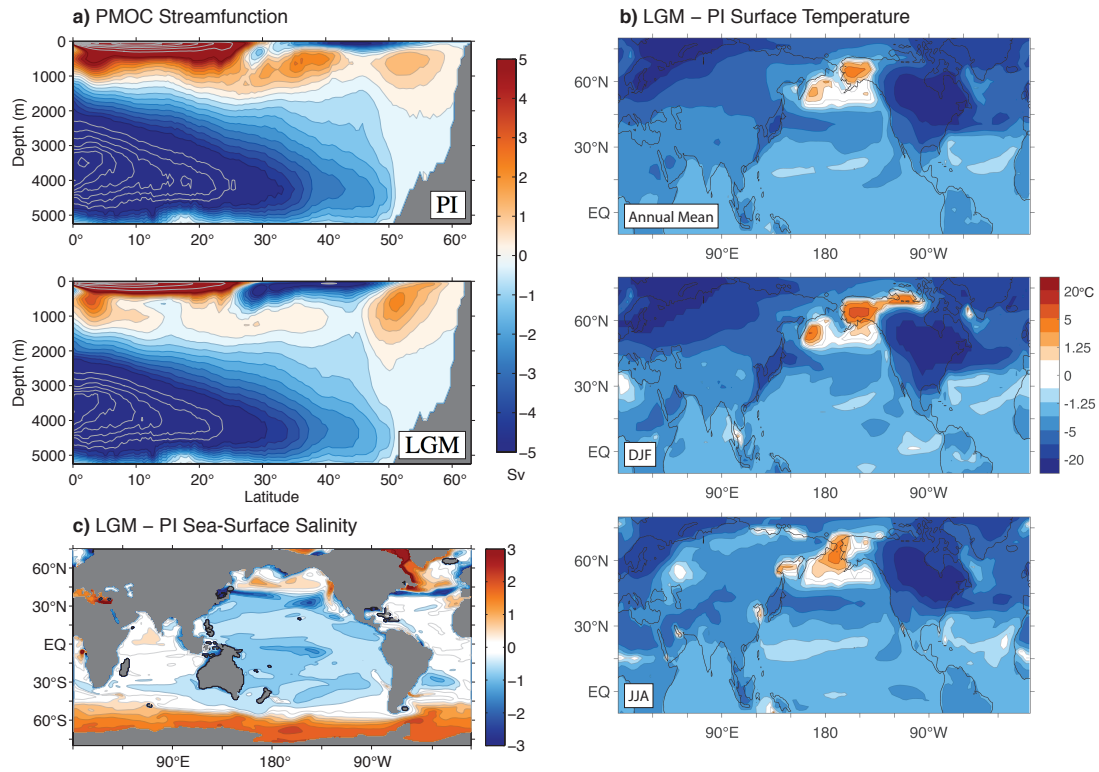 a) PMOC Streamfunction
0
1000
2000
3000
4000
5000
Depth (m)
PI
0°
10°
20°
30°
40°
50°
60°
0
1000
2000
3000
4000
5000
Depth (m)
LGM
0°
10°
20°
30°
40°
50°
60°
Latitude
5
4
3
2
1
0
−1
−2
−3
−4
−5
Sv
b) LGM − PI Surface Temperature
60°N
30°N
EQ
Annual Mean
90°E
180
90°W
60°N
30°N
EQ
DJF
90°E
180
90°W
20°C
5
1.25
0
-1.25
-5
-20
60°N
30°N
EQ
JJA
90°E
180
90°W
c) LGM − PI Sea-Surface Salinity
60°N
30°N
EQ
30°S
60°S
90°E
180°
90°W
3
2
1
0
−1
−2
−3